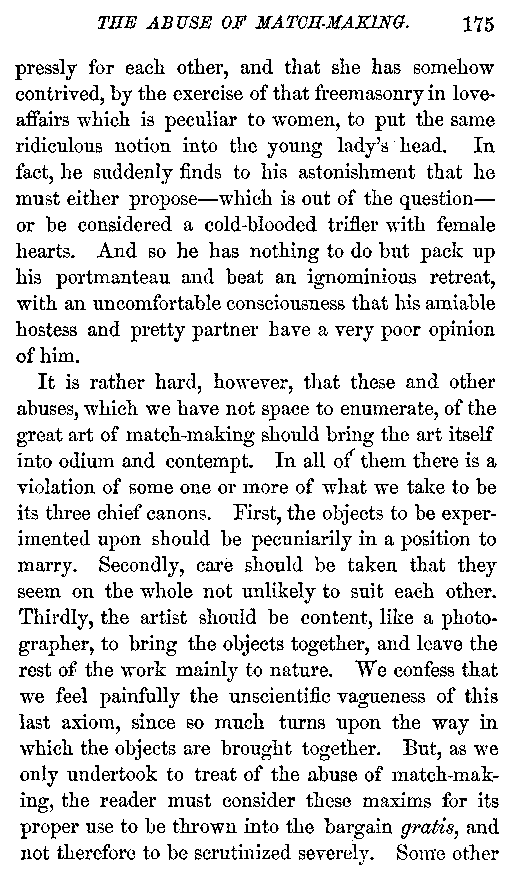 THE ABUSE OF MATCH-MAKING. 175
pressly for each other, and that she has somehow
contrived, by the exercise of that freemasonry in love-
affairs which is peculiar to women, to put the same
ridiculous notion into the young lady's head. In
fact, he suddenly finds to his astonishment that he
must either propose—which is out of the question—
or be considered a cold-blooded trifler with female
hearts. And so he has nothing to do but pack up
his portmanteau and beat an ignominious retreat,
with an uncomfortable consciousness that his amiable
hostess and pretty partner have a very poor opinion
of him.
It is rather hard, however, that these and other
abuses, which we have not space to enumerate, of the
great art of match-making should bring the art itself
into odium and contempt. In all of them there is a
violation of some one or more of what we take to be
its three chief canons. First, the objects to be exper-
imented upon should be pecuniarily in a position to
marry. Secondly, care should be taken that they
seem on the whole not unlikely to suit each other.
Thirdly, the artist should be content, like a photo-
grapher, to bring the objects together, and leave the
rest of the work mainly to nature. We confess that
we feel painfully the unscientific vagueness of this
last axiom, since so much turns upon the way in
which the objects are brought together. But, as we
only undertook to treat of the abuse of match-mak-
ing, the reader must consider these maxims for its
proper use to be thrown into the bargain gratis, and
not therefore to be scrutinized severely. Some other